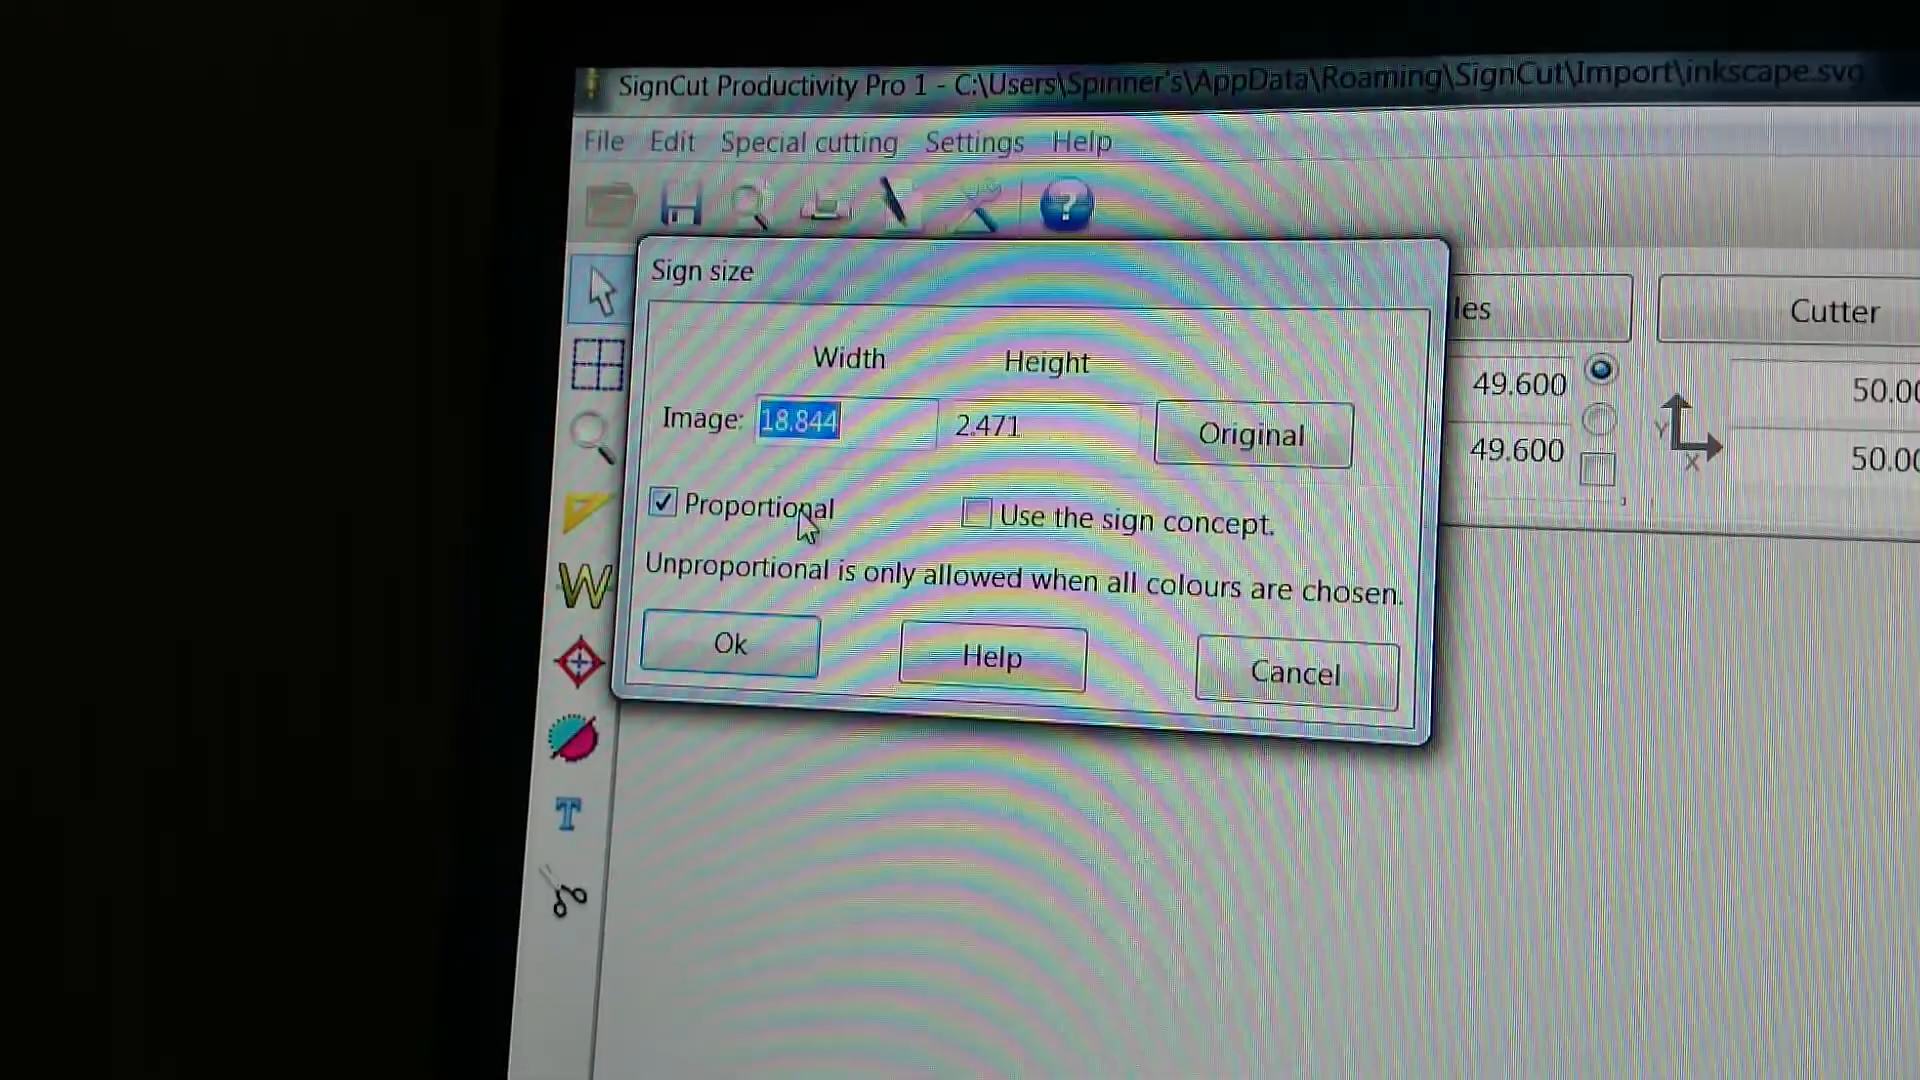 SignCut Productivity Pro 1 - C:\Users\Spinner's\AppData\Roaming\SignCut\Import\inkscape.svg
File Edit Special cutting Settings Help
?
Sign size
les
Cutter
Width Height
49.600
50.00
Image: 18.844 2.471 Original
Y
X
49.600
50.00
Proportional Use the sign concept.
Unproportional is only allowed when all colours are chosen.
W
Ok Help Cancel
T